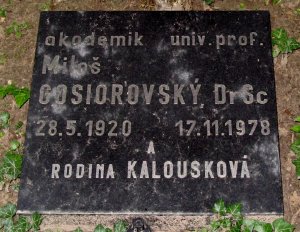 akademik univ. prof.
Miloš
GOSIOROVSKÝ DrSc
28.5.1920 17.11.1978
A
RODINA KALOUSKOVÁ